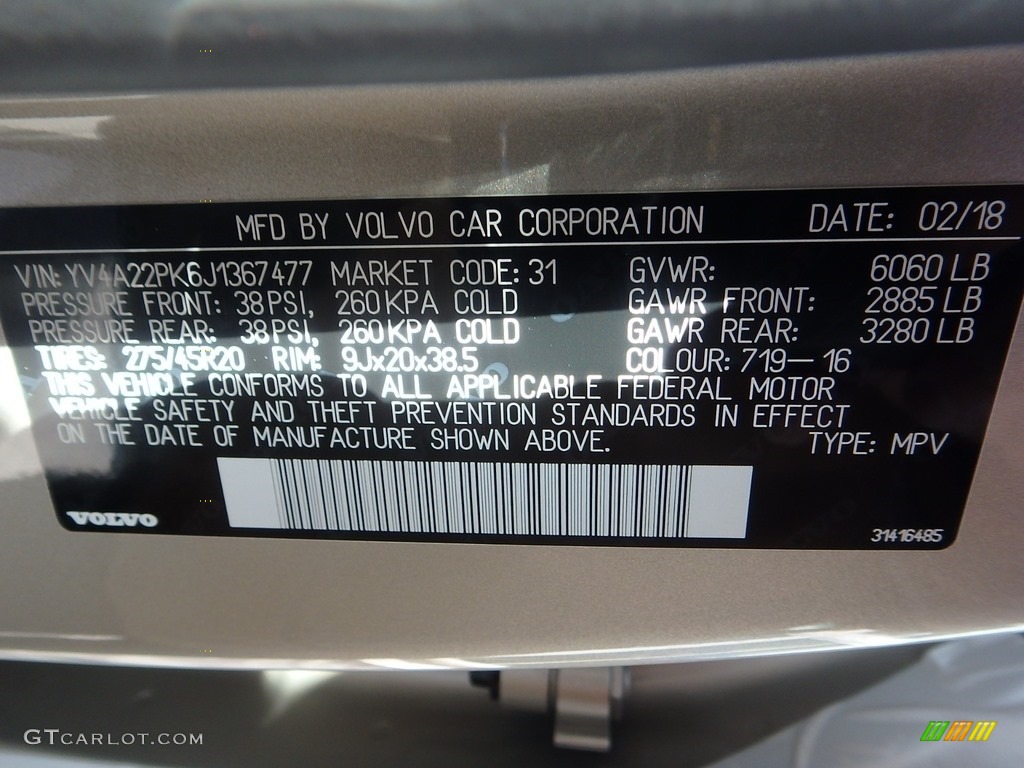 MFD BY VOLVO CAR CORPORATION DATE: 02/18
VIN: YV4A22PK6J1367477 MARKET CODE: 31 GVWR: 6060 LB
PRESSURE FRONT: 38 PSI, 260 KPA COLD GAWR FRONT: 2885 LB
PRESSURE REAR: 38 PSI, 260 KPA COLD GAWR REAR: 3280 LB
TIRES: 275/45R20 RIM: 9Jx20x38.5 COLOUR: 719-16
THIS VEHICLE CONFORMS TO ALL APPLICABLE FEDERAL MOTOR
VEHICLE SAFETY AND THEFT PREVENTION STANDARDS IN EFFECT
ON THE DATE OF MANUFACTURE SHOWN ABOVE. TYPE: MPV
VOLVO 31416485
GTCARLOT.COM